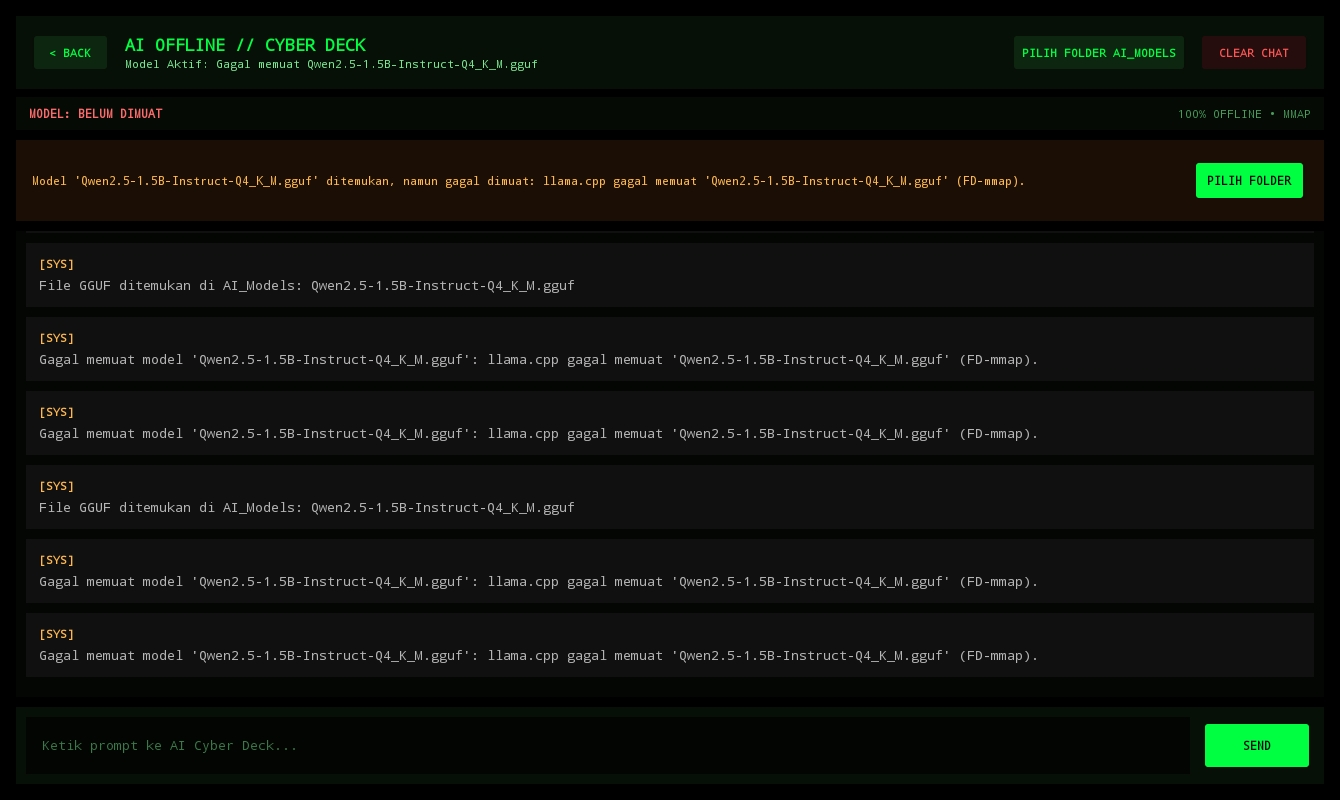 < BACK
AI OFFLINE // CYBER DECK
Model Aktif: Gagal memuat Qwen2.5-1.5B-Instruct-Q4_K_M.gguf
PILIH FOLDER AI_MODELS
CLEAR CHAT
MODEL: BELUM DIMUAT
100% OFFLINE • MMAP
Model 'Qwen2.5-1.5B-Instruct-Q4_K_M.gguf' ditemukan, namun gagal dimuat: llama.cpp gagal memuat 'Qwen2.5-1.5B-Instruct-Q4_K_M.gguf' (FD-mmap).
PILIH FOLDER
[SYS]
File GGUF ditemukan di AI_Models: Qwen2.5-1.5B-Instruct-Q4_K_M.gguf
[SYS]
Gagal memuat model 'Qwen2.5-1.5B-Instruct-Q4_K_M.gguf': llama.cpp gagal memuat 'Qwen2.5-1.5B-Instruct-Q4_K_M.gguf' (FD-mmap).
[SYS]
Gagal memuat model 'Qwen2.5-1.5B-Instruct-Q4_K_M.gguf': llama.cpp gagal memuat 'Qwen2.5-1.5B-Instruct-Q4_K_M.gguf' (FD-mmap).
[SYS]
File GGUF ditemukan di AI_Models: Qwen2.5-1.5B-Instruct-Q4_K_M.gguf
[SYS]
Gagal memuat model 'Qwen2.5-1.5B-Instruct-Q4_K_M.gguf': llama.cpp gagal memuat 'Qwen2.5-1.5B-Instruct-Q4_K_M.gguf' (FD-mmap).
[SYS]
Gagal memuat model 'Qwen2.5-1.5B-Instruct-Q4_K_M.gguf': llama.cpp gagal memuat 'Qwen2.5-1.5B-Instruct-Q4_K_M.gguf' (FD-mmap).
Ketik prompt ke AI Cyber Deck...
SEND